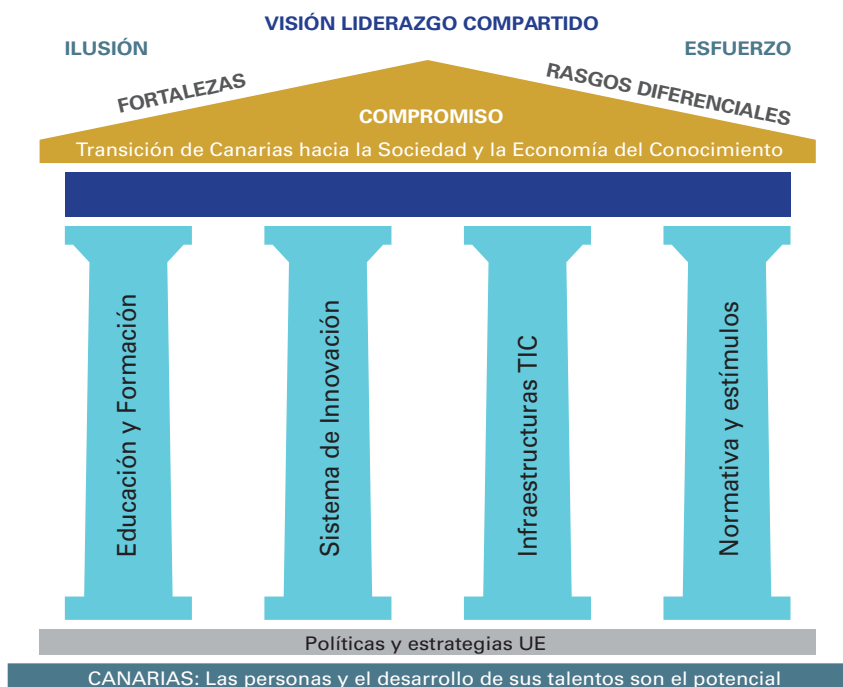 VISIÓN LIDERAZGO COMPARTIDO
ILUSIÓN
ESFUERZO
FORTALEZAS
RASGOS DIFERENCIALES
COMPROMISO
Transición de Canarias hacia la Sociedad y la Economía del Conocimiento
Educación y Formación
Sistema de Innovación
Infraestructuras TIC
Normativa y estímulos
Políticas y estrategias UE
CANARIAS: Las personas y el desarrollo de sus talentos son el potencial